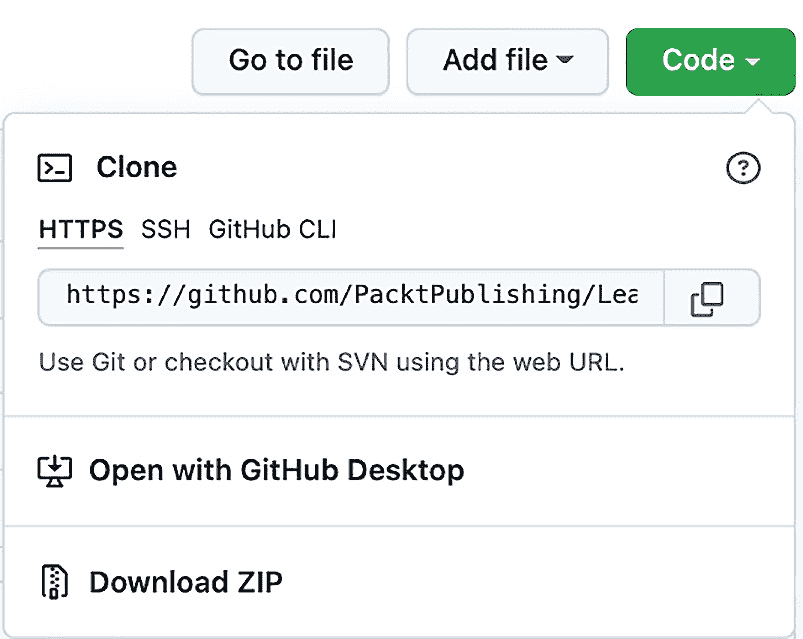 Go to file Add file Code
Clone
HTTPS SSH GitHub CLI
https://github.com/PacktPublishing/Lea
Use Git or checkout with SVN using the web URL.
Open with GitHub Desktop
Download ZIP